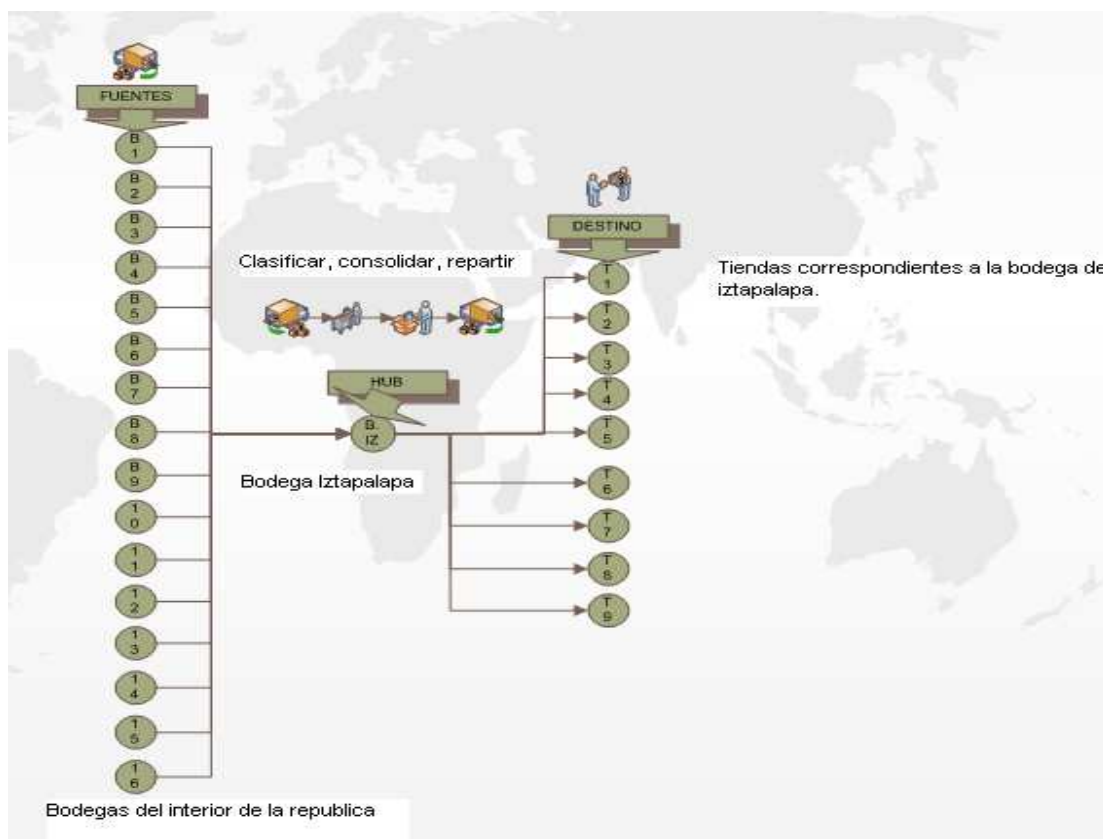 FUENTES
B
1
B
2
B
3
B
4
B
5
B
6
B
7
B
8
B
9
1
0
1
1
1
2
1
3
1
4
1
5
1
6
Bodegas del interior de la republica
Clasificar, consolidar, repartir
HUB
B.
IZ
Bodega Iztapalapa
DESTINO
T
1
T
2
T
3
T
4
T
5
T
6
T
7
T
8
T
9
Tiendas correspondientes a la bodega de
iztapalapa.